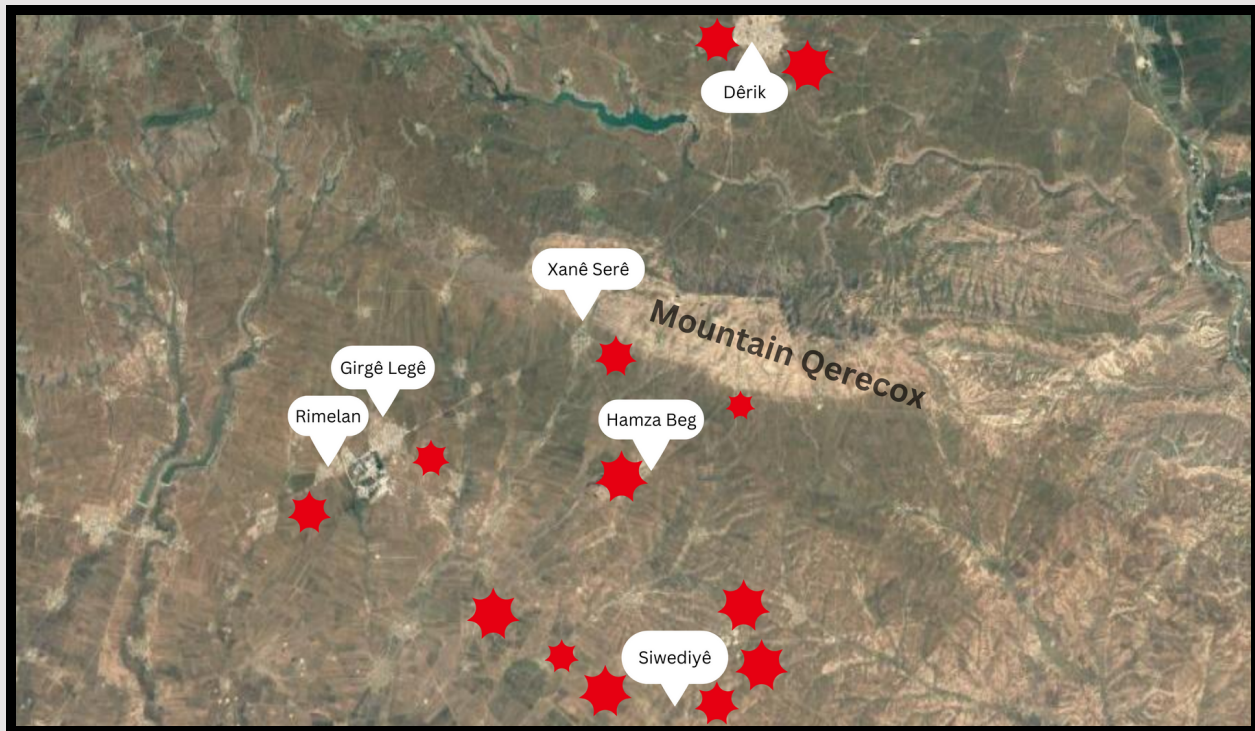 Dêrik
Xanê Serê
Mountain Qerecox
Girgê Legê
Rimelan
Hamza Beg
Siwediyê